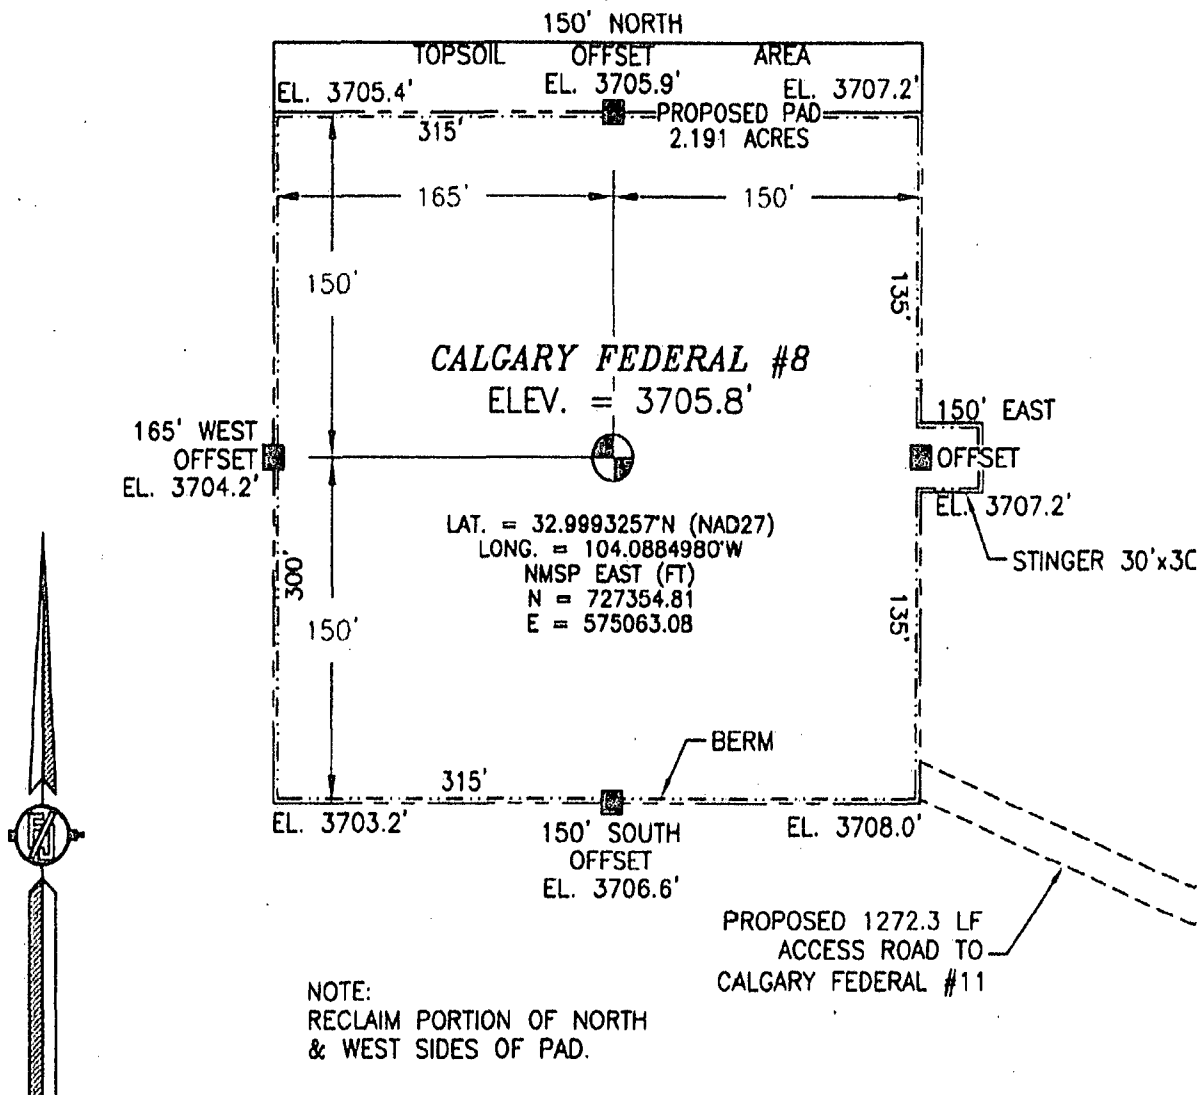 150' NORTH
TOPSOIL OFFSET AREA
EL. 3705.4' EL. 3705.9' EL. 3707.2'
PROPOSED PAD
315' 2.191 ACRES
165' 150'
150'
135'
CALGARY FEDERAL #8
ELEV. = 3705.8'
150' EAST
OFFSET
EL. 3707.2'
165' WEST
OFFSET
EL. 3704.2'
LAT. = 32.9993257°N (NAD27)
LONG. = 104.0884980°W
NMSP EAST (FT)
N = 727354.81
E = 575063.08
STINGER 30'x30
300'
150'
135'
BERM
315'
EL. 3703.2'
150' SOUTH
OFFSET
EL. 3706.6'
EL. 3708.0'
PROPOSED 1272.3 LF
ACCESS ROAD TO
CALGARY FEDERAL #11
NOTE:
RECLAIM PORTION OF NORTH
& WEST SIDES OF PAD.